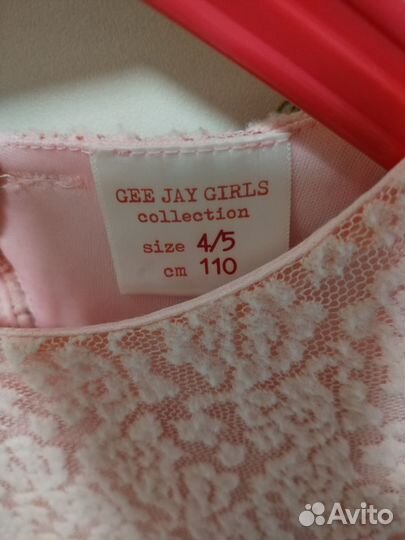 GEE JAY GIRLS
collection
size 4/5
cm 110
Avito